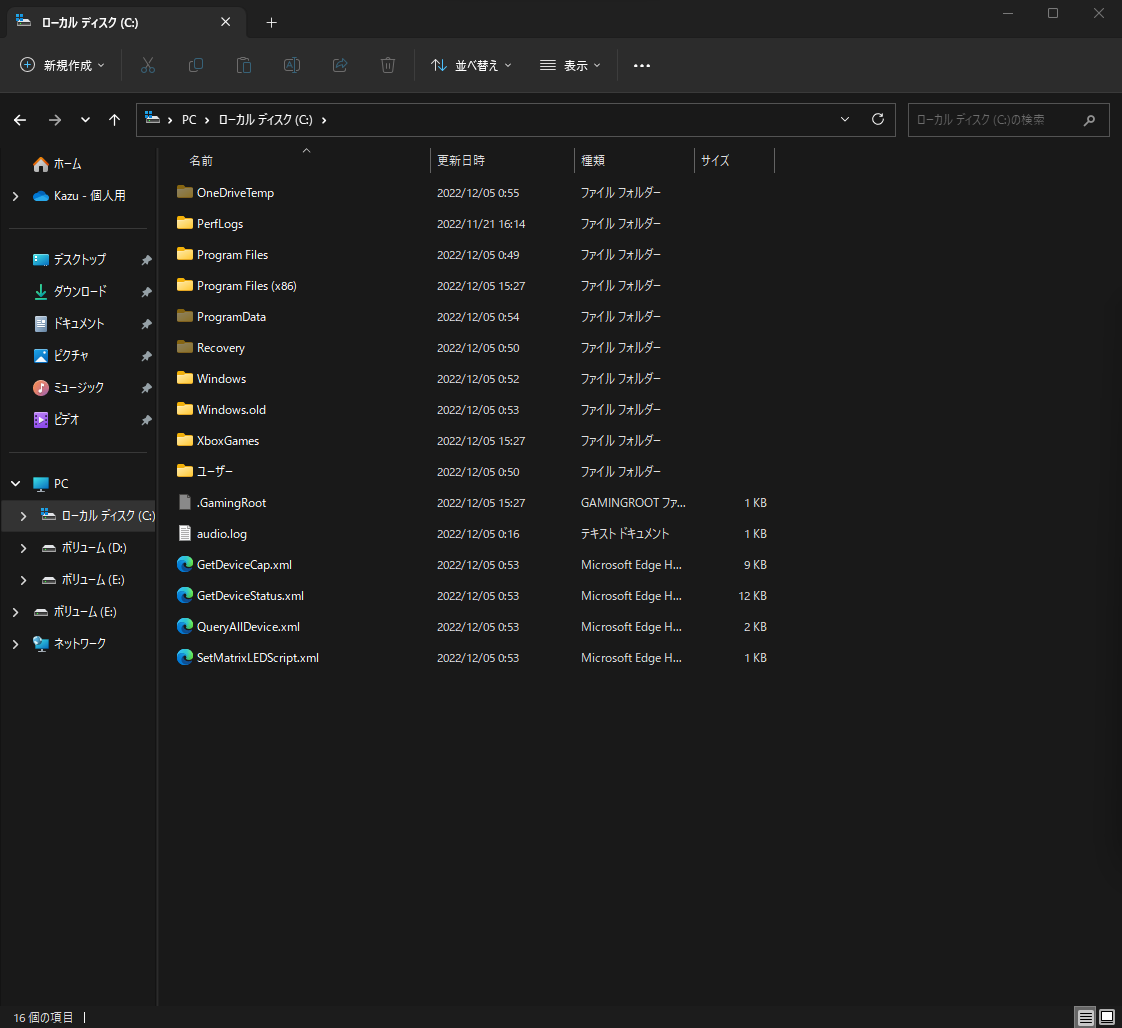 ローカル ディスク (C:)
新規作成
並べ替え
表示
PC
ローカル ディスク (C:)
ローカル ディスク (C:)の検索
ホーム
Kazu - 個人用
デスクトップ
ダウンロード
ドキュメント
ピクチャ
ミュージック
ビデオ
PC
ローカル ディスク (C:)
ボリューム (D:)
ボリューム (E:)
ボリューム (E:)
ネットワーク
名前 更新日時 種類 サイズ
OneDriveTemp 2022/12/05 0:55 ファイル フォルダー
PerfLogs 2022/11/21 16:14 ファイル フォルダー
Program Files 2022/12/05 0:49 ファイル フォルダー
Program Files (x86) 2022/12/05 15:27 ファイル フォルダー
ProgramData 2022/12/05 0:54 ファイル フォルダー
Recovery 2022/12/05 0:50 ファイル フォルダー
Windows 2022/12/05 0:52 ファイル フォルダー
Windows.old 2022/12/05 0:53 ファイル フォルダー
XboxGames 2022/12/05 15:27 ファイル フォルダー
ユーザー 2022/12/05 0:50 ファイル フォルダー
.GamingRoot 2022/12/05 15:27 GAMINGROOT ファ... 1 KB
audio.log 2022/12/05 0:16 テキスト ドキュメント 1 KB
GetDeviceCap.xml 2022/12/05 0:53 Microsoft Edge H... 9 KB
GetDeviceStatus.xml 2022/12/05 0:53 Microsoft Edge H... 12 KB
QueryAllDevice.xml 2022/12/05 0:53 Microsoft Edge H... 2 KB
SetMatrixLEDScript.xml 2022/12/05 0:53 Microsoft Edge H... 1 KB
16 個の項目